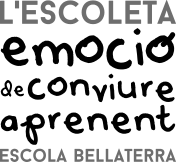 L'ESCOLETA
emoció
de conviure
aprenent
ESCOLA BELLATERRA